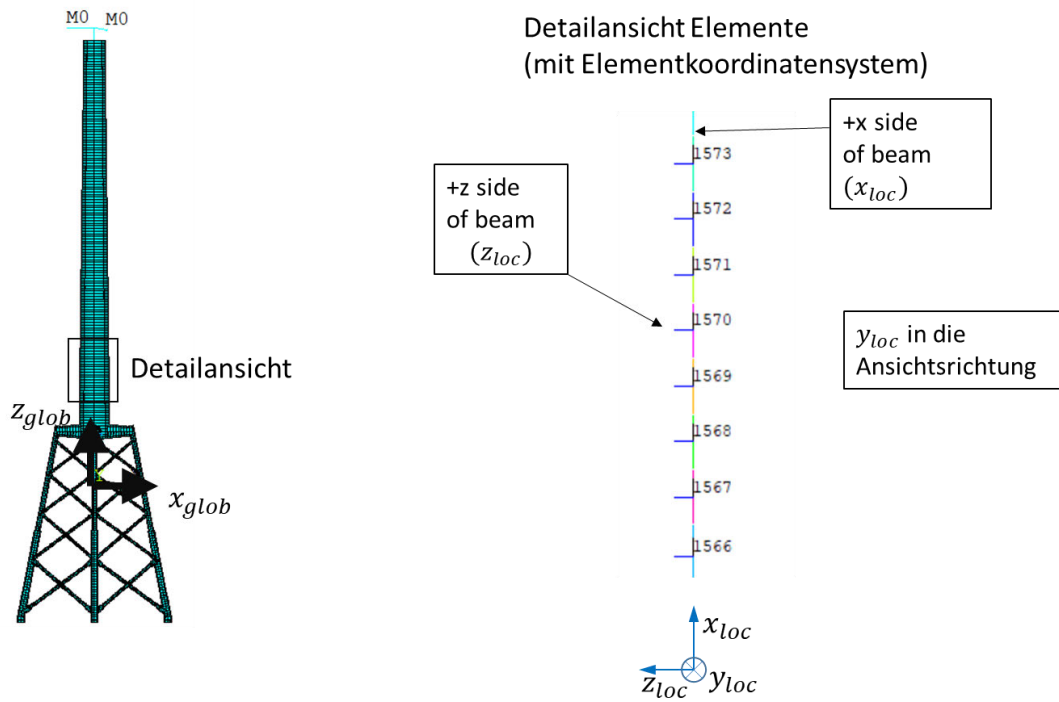 M0 M0
Detailansicht
z_glob
x_glob
Detailansicht Elemente
(mit Elementkoordinatensystem)
+x side
of beam
(x_loc)
+z side
of beam
(z_loc)
1573
1572
1571
1570
1569
1568
1567
1566
y_loc in die
Ansichtsrichtung
x_loc
z_loc
y_loc